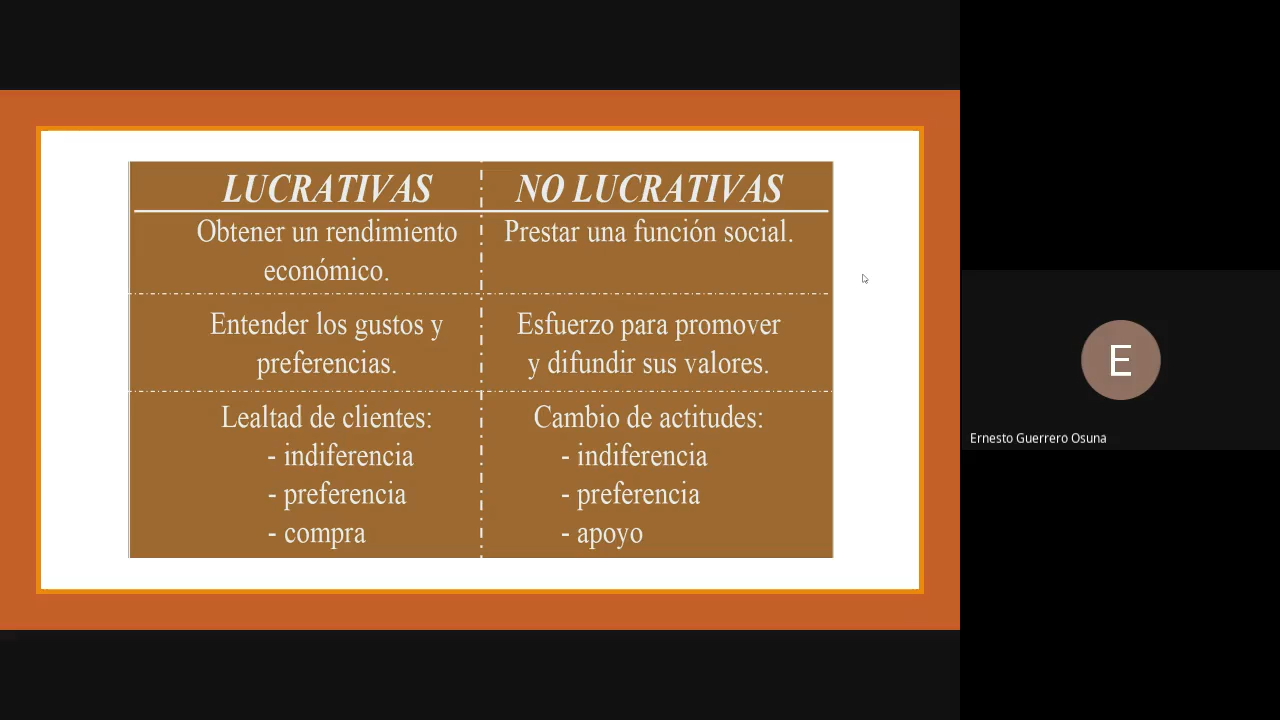 LUCRATIVAS
NO LUCRATIVAS
Obtener un rendimiento
económico.
Prestar una función social.
Entender los gustos y
preferencias.
Esfuerzo para promover
y difundir sus valores.
Lealtad de clientes:
- indiferencia
- preferencia
- compra
Cambio de actitudes:
- indiferencia
- preferencia
- apoyo
E
Ernesto Guerrero Osuna